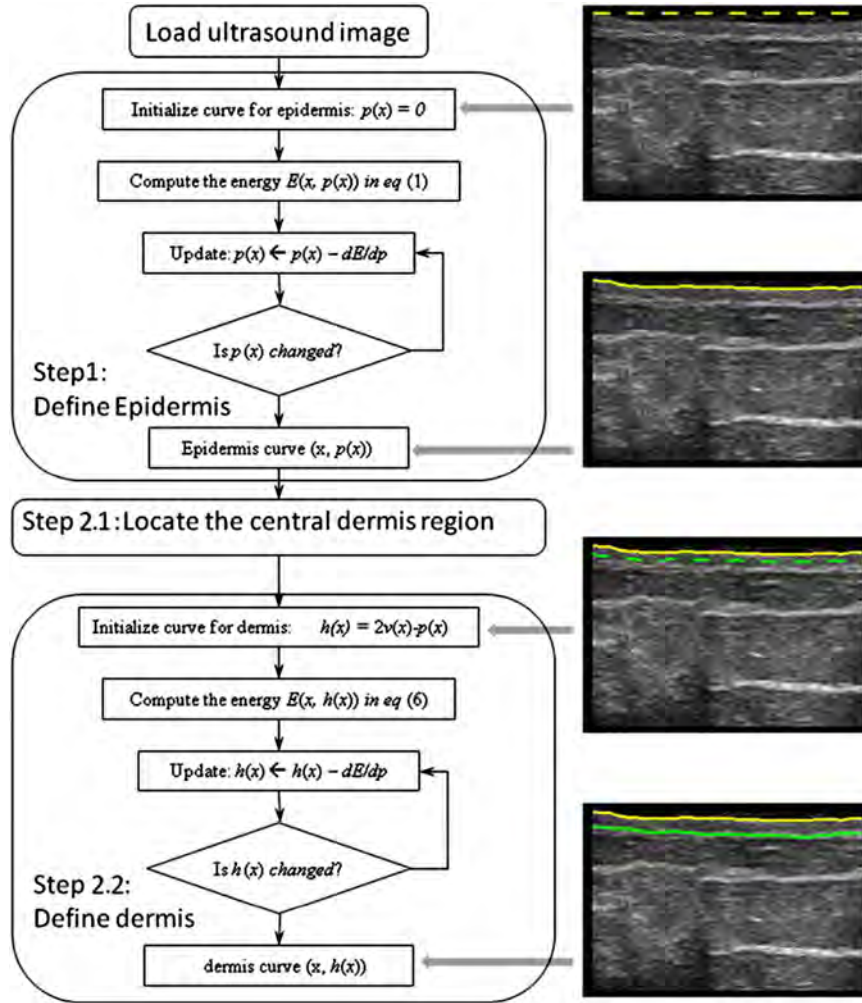 Load ultrasound image
Initialize curve for epidermis: p(x) = 0
Compute the energy E(x, p(x)) in eq (1)
Update: p(x) ← p(x) – dE/dp
Is p (x) changed?
Step1:
Define Epidermis
Epidermis curve (x, p(x))
Step 2.1: Locate the central dermis region
Initialize curve for dermis: h(x) = 2v(x)-p(x)
Compute the energy E(x, h(x)) in eq (6)
Update: h(x) ← h(x) – dE/dp
Is h (x) changed?
Step 2.2:
Define dermis
dermis curve (x, h(x))